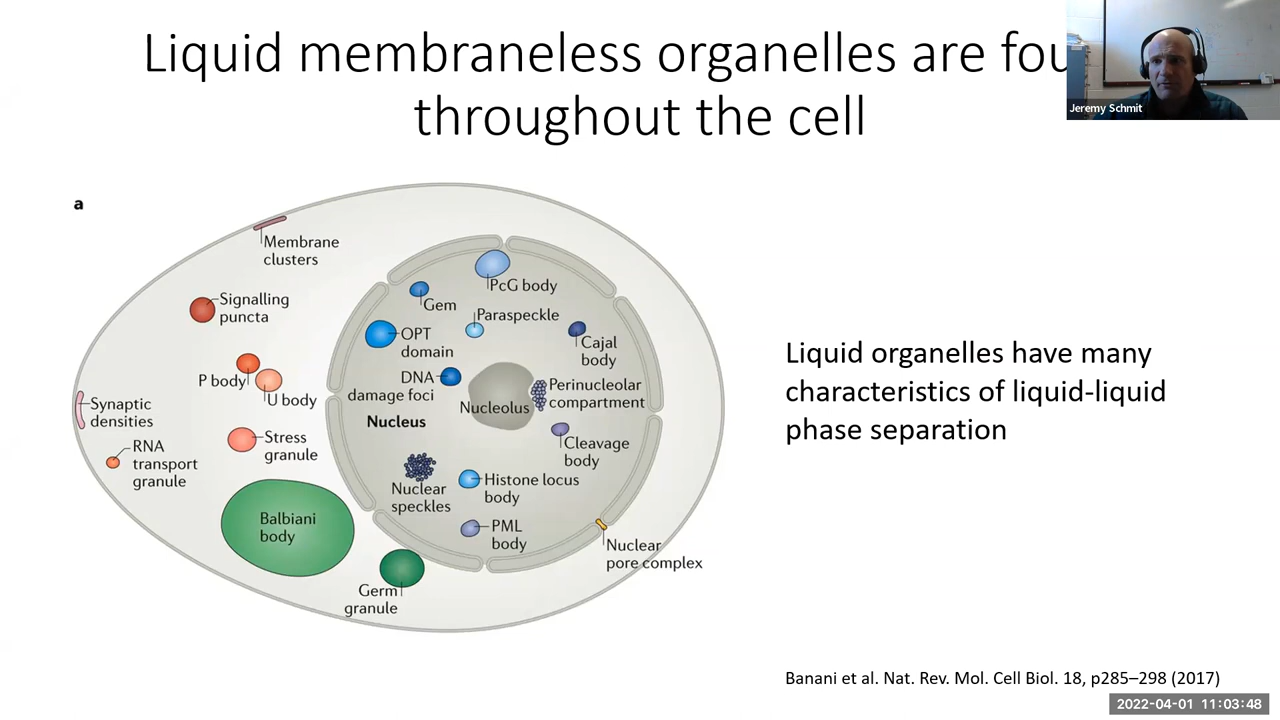 Liquid membraneless organelles are fou
throughout the cell
Jeremy Schmit
a
Membrane
clusters
Signalling
puncta
P body
U body
Synaptic
densities
RNA
transport
granule
Stress
granule
Balbiani
body
Germ
granule
PcG body
Gem
Paraspeckle
OPT
domain
Cajal
body
DNA
damage foci
Nucleolus
Perinucleolar
compartment
Nucleus
Cleavage
body
Nuclear
speckles
Histone locus
body
PML
body
Nuclear
pore complex
Liquid organelles have many
characteristics of liquid-liquid
phase separation
Banani et al. Nat. Rev. Mol. Cell Biol. 18, p285–298 (2017)
2022-04-01 11:03:48